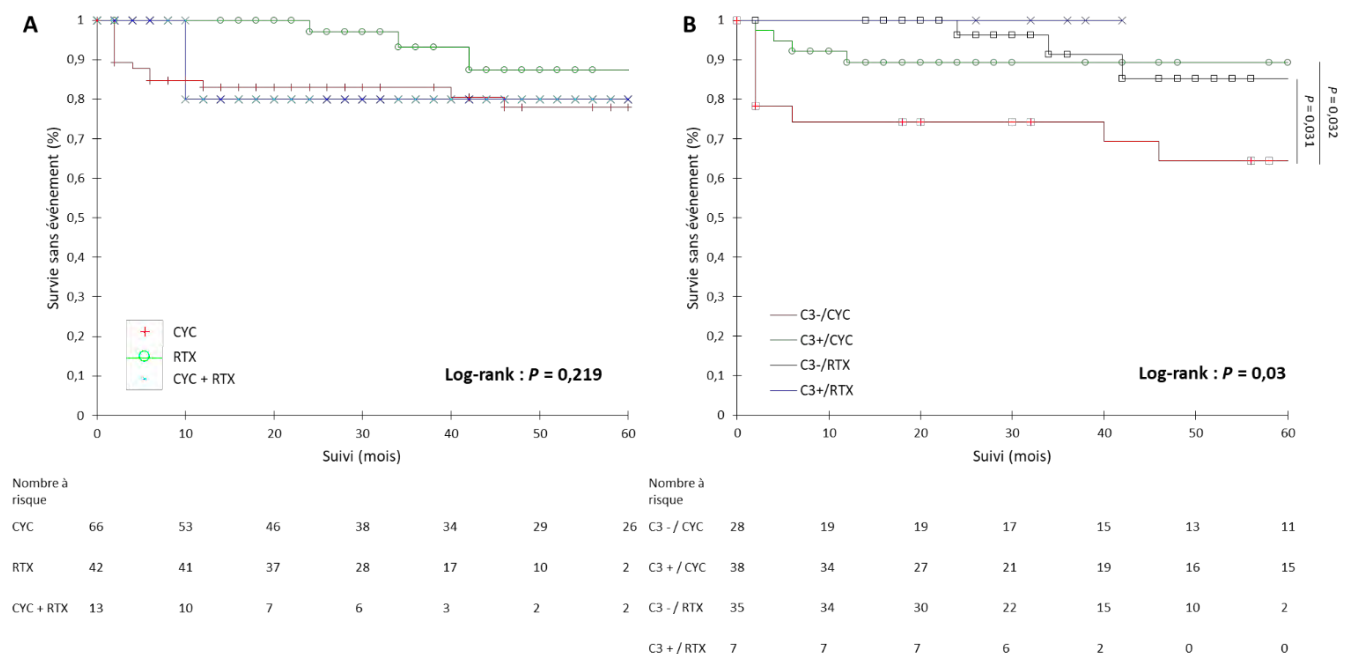 A
Survie sans événement (%)
1
0,9
0,8
0,7
0,6
0,5
0,4
0,3
0,2
0,1
0
CYC
RTX
CYC + RTX
Log-rank : P = 0,219
0 10 20 30 40 50 60
Suivi (mois)
B
Survie sans événement (%)
1
0,9
0,8
0,7
0,6
0,5
0,4
0,3
0,2
0,1
0
P = 0,031
P = 0,032
C3-/CYC
C3+/CYC
C3-/RTX
C3+/RTX
Log-rank : P = 0,03
0 10 20 30 40 50 60
Suivi (mois)
Nombre à
risque
CYC 66 53 46 38 34 29 26
RTX 42 41 37 28 17 10 2
CYC + RTX 13 10 7 6 3 2 2
Nombre à
risque
C3 - / CYC 28 19 19 17 15 13 11
C3 + / CYC 38 34 27 21 19 16 15
C3 - / RTX 35 34 30 22 15 10 2
C3 + / RTX 7 7 7 6 2 0 0